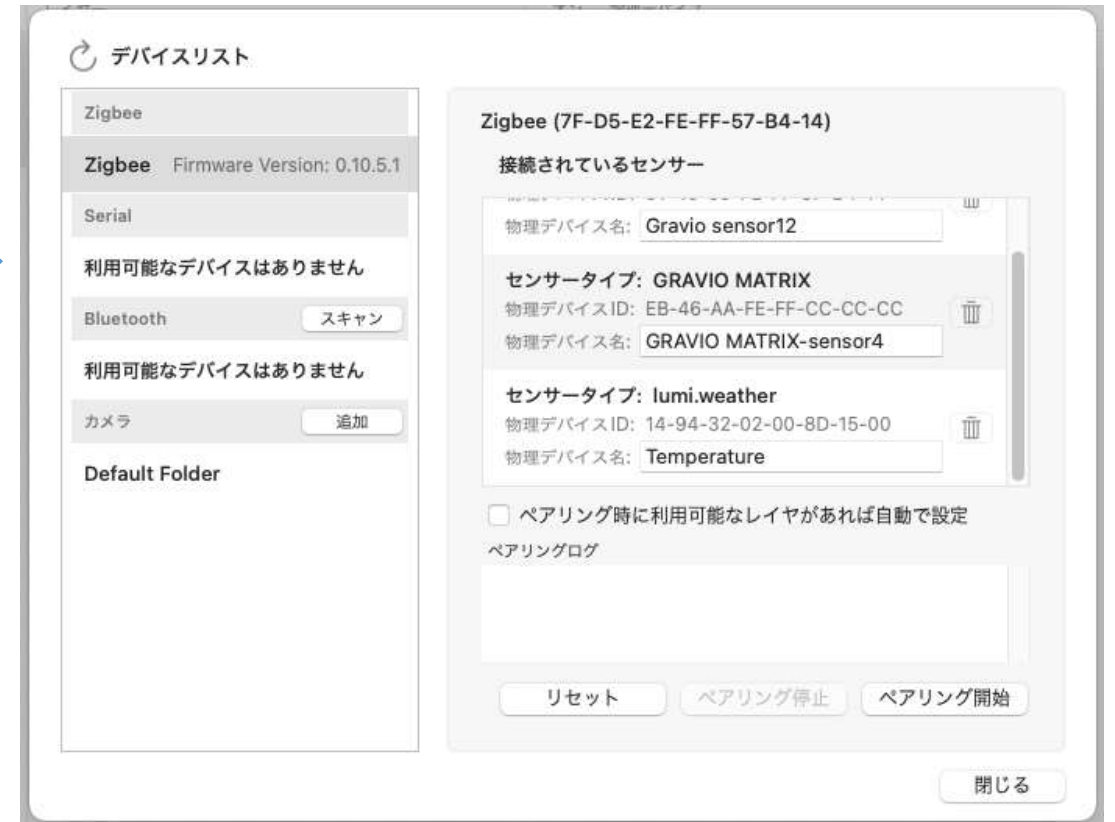 デバイスリスト
Zigbee
Zigbee Firmware Version: 0.10.5.1
Serial
利用可能なデバイスはありません
Bluetooth スキャン
利用可能なデバイスはありません
カメラ 追加
Default Folder
Zigbee (7F-D5-E2-FE-FF-57-B4-14)
接続されているセンサー
物理デバイス名: Gravio sensor12
センサータイプ: GRAVIO MATRIX
物理デバイスID: EB-46-AA-FE-FF-CC-CC-CC
物理デバイス名: GRAVIO MATRIX-sensor4
センサータイプ: lumi.weather
物理デバイスID: 14-94-32-02-00-8D-15-00
物理デバイス名: Temperature
ペアリング時に利用可能なレイヤがあれば自動で設定
ペアリングログ
リセット ペアリング停止 ペアリング開始
閉じる